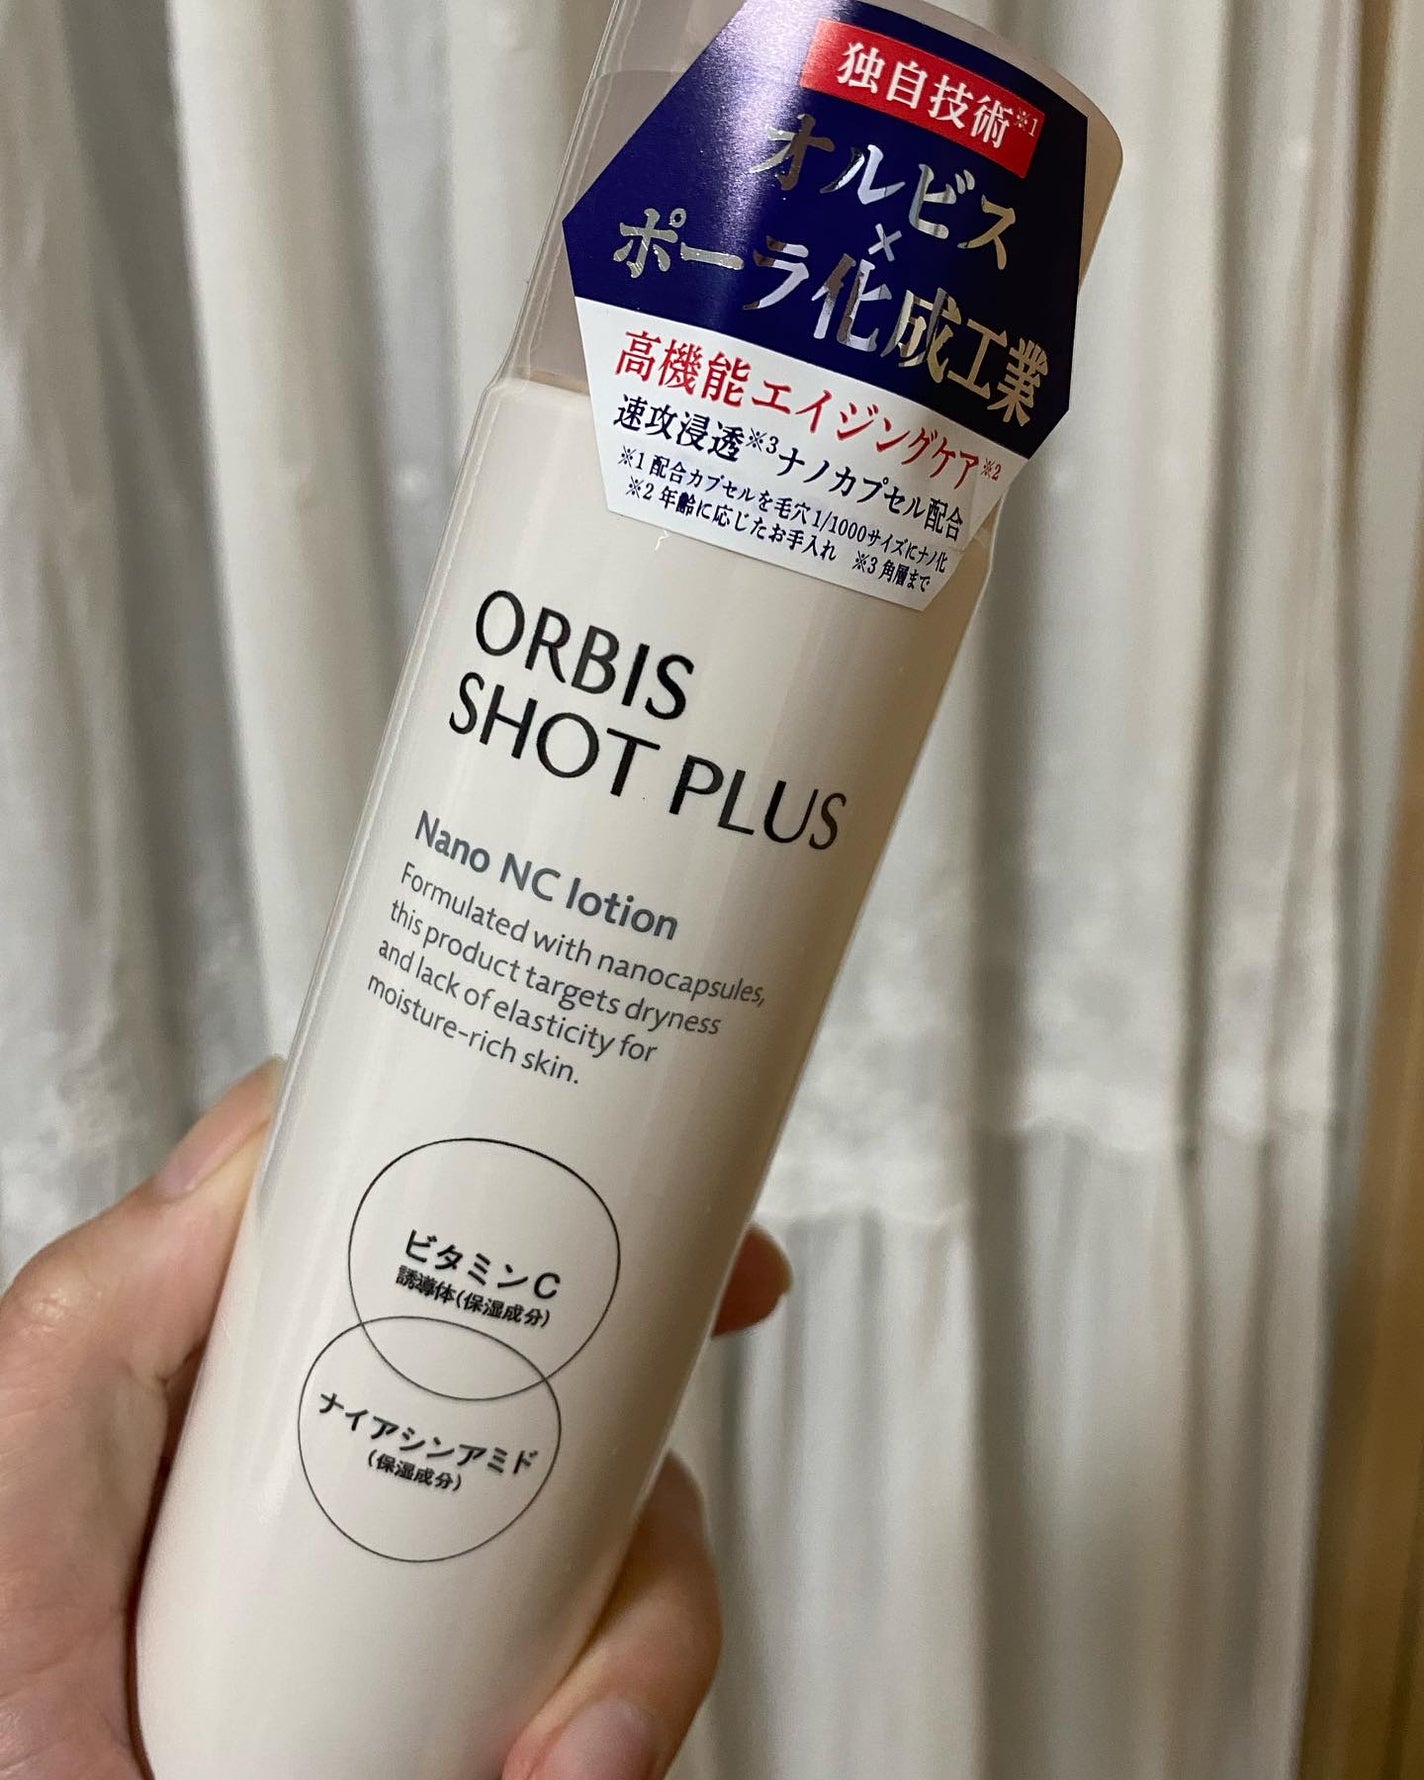 独自技術※1
オルビス
×
ポーラ化成工業
高機能エイジングケア※2
速攻浸透※3ナノカプセル配合
※1 配合カプセルを毛穴1/1000サイズにナノ化
※2 年齢に応じたお手入れ ※3 角層まで
ORBIS
SHOT PLUS
Nano NC lotion
Formulated with nanocapsules,
this product targets dryness
and lack of elasticity for
moisture-rich skin.
ビタミンC
誘導体(保湿成分)
ナイアシンアミド
(保湿成分)